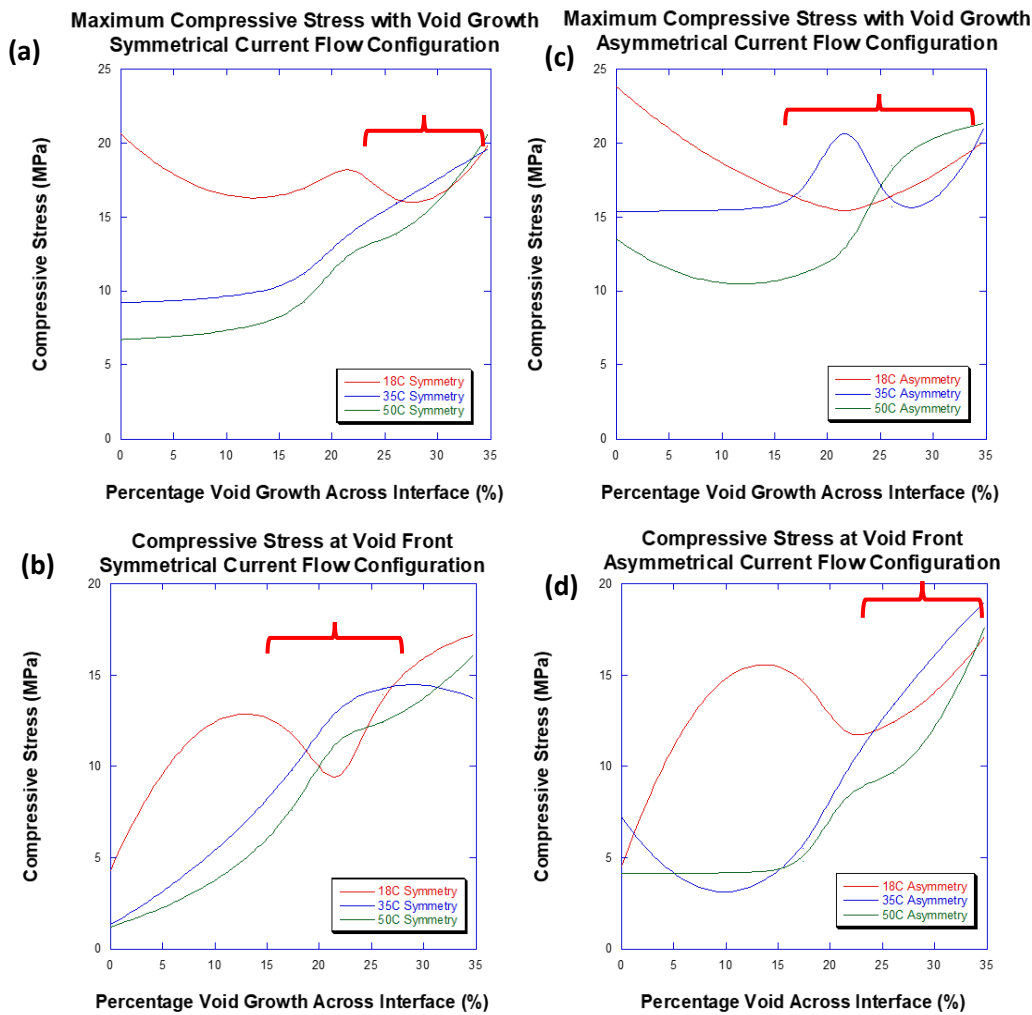 (a)
Maximum Compressive Stress with Void Growth
Symmetrical Current Flow Configuration
Compressive Stress (MPa)
25
20
15
10
5
0
18C Symmetry
35C Symmetry
50C Symmetry
0 5 10 15 20 25 30 35
Percentage Void Growth Across Interface (%)
(c)
Maximum Compressive Stress with Void Growth
Asymmetrical Current Flow Configuration
Compressive Stress (MPa)
25
20
15
10
5
0
18C Asymmetry
35C Asymmetry
50C Asymmetry
0 5 10 15 20 25 30 35
Percentage Void Growth Across Interface (%)
(b)
Compressive Stress at Void Front
Symmetrical Current Flow Configuration
Compressive Stress (MPa)
20
15
10
5
0
18C Symmetry
35C Symmetry
50C Symmetry
0 5 10 15 20 25 30 35
Percentage Void Growth Across Interface (%)
(d)
Compressive Stress at Void Front
Asymmetrical Current Flow Configuration
Compressive Stress (MPa)
20
15
10
5
0
18C Asymmetry
35C Asymmetry
50C Asymmetry
0 5 10 15 20 25 30 35
Percentage Void Across Interface (%)